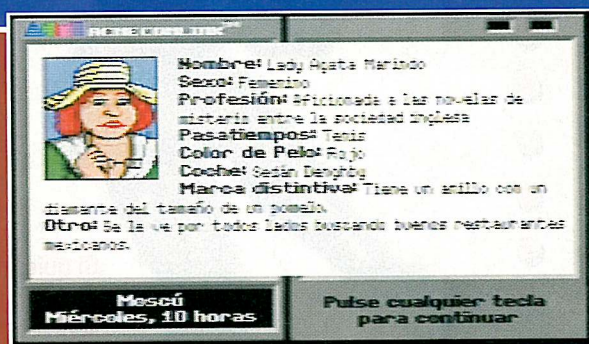 Nombre: Lady Agata Marindo
Sexo: Femenino
Profesión: Aficionada a las novelas de
misterio entre la sociedad inglesa
Pasatiempos: Tenis
Color de Pelo: Rojo
Coche: Sedán
Marca distintiva: Tiene un anillo con un
diamante del tamaño de un pomelo.
Otro: Se la ve por todos lados buscando buenos restaurantes
mexicanos.
Moscú
Miércoles, 10 horas
Pulse cualquier tecla
para continuar